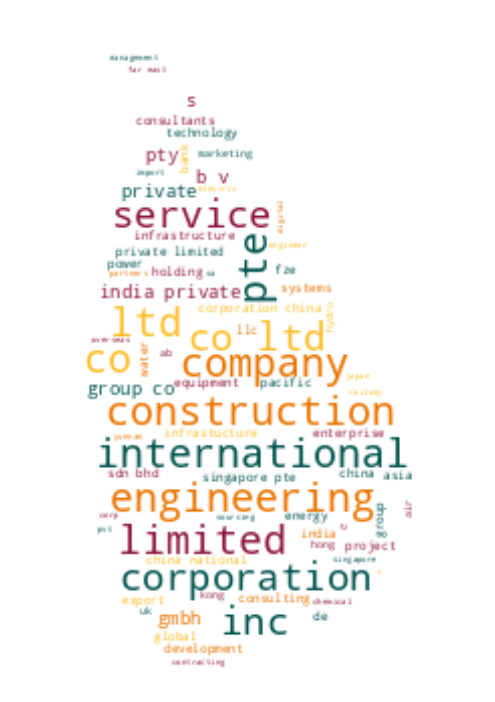 management
far east
s
consultants
technology
pty bank marketing
import b v
private electric
service digital
infrastructure pte engineer
private limited
power fze
partners holding sa
india private systems
corporation china hydro
ltd co ltd llc
overseas water ab
co company japan
group co equipment pacific railway
construction
yunnan infrastucture enterprise
international
sdn bhd singapore pte china asia
engineering air
corp sourcing energy group
pvt limited india
hong project
china national singapore
corporation
export kong consulting chemical
uk gmbh inc de
global
development
contracting